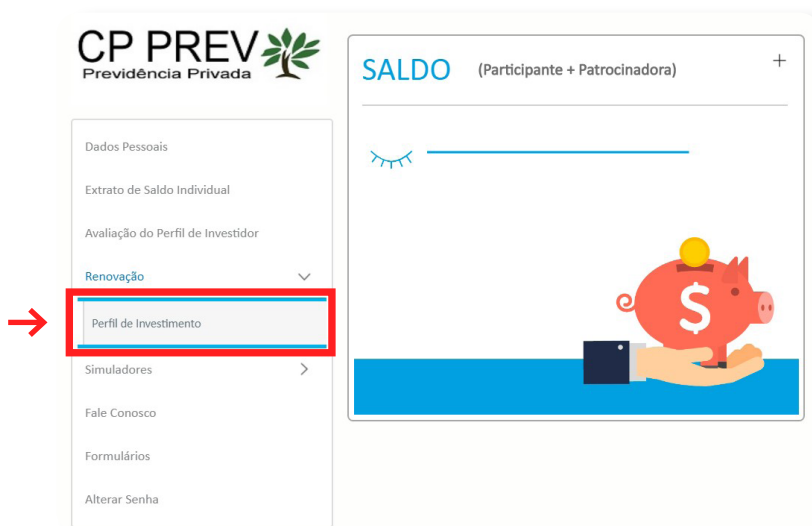 CP PREV
Previdência Privada
SALDO (Participante + Patrocinadora)
+
Dados Pessoais
Extrato de Saldo Individual
Avaliação do Perfil de Investidor
Renovação
Perfil de Investimento
Simuladores
Fale Conosco
Formulários
Alterar Senha
$